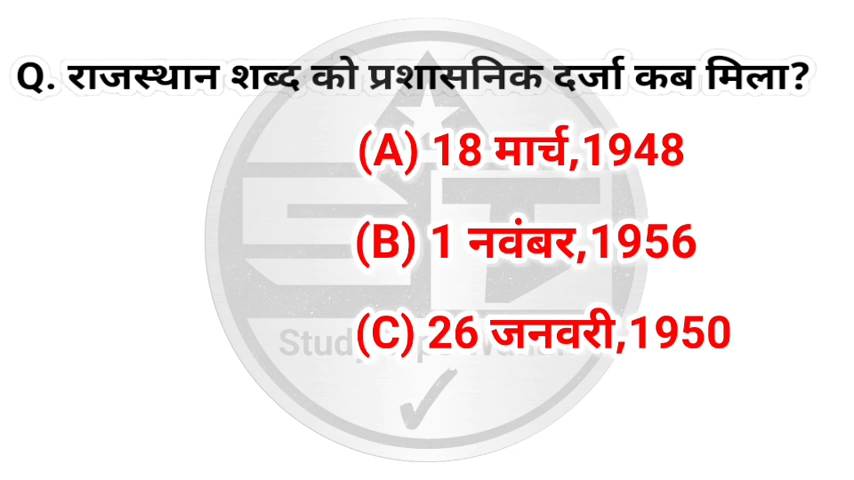 Q. राजस्थान शब्द को प्रशासनिक दर्जा कब मिला?
(A) 18 मार्च,1948
(B) 1 नवंबर,1956
(C) 26 जनवरी,1950